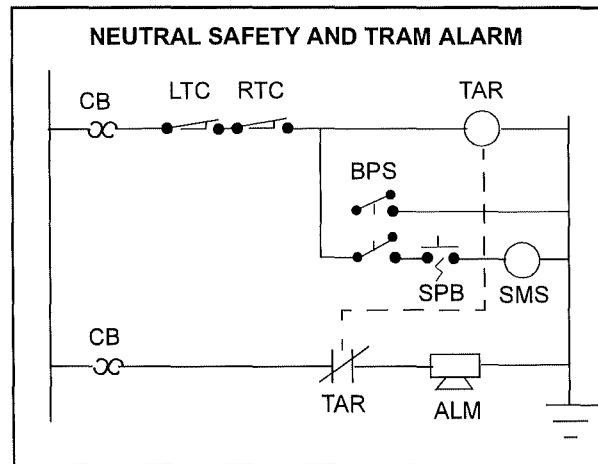 NEUTRAL SAFETY AND TRAM ALARM
CB
LTC
RTC
TAR
BPS
SPB
SMS
CB
TAR
ALM